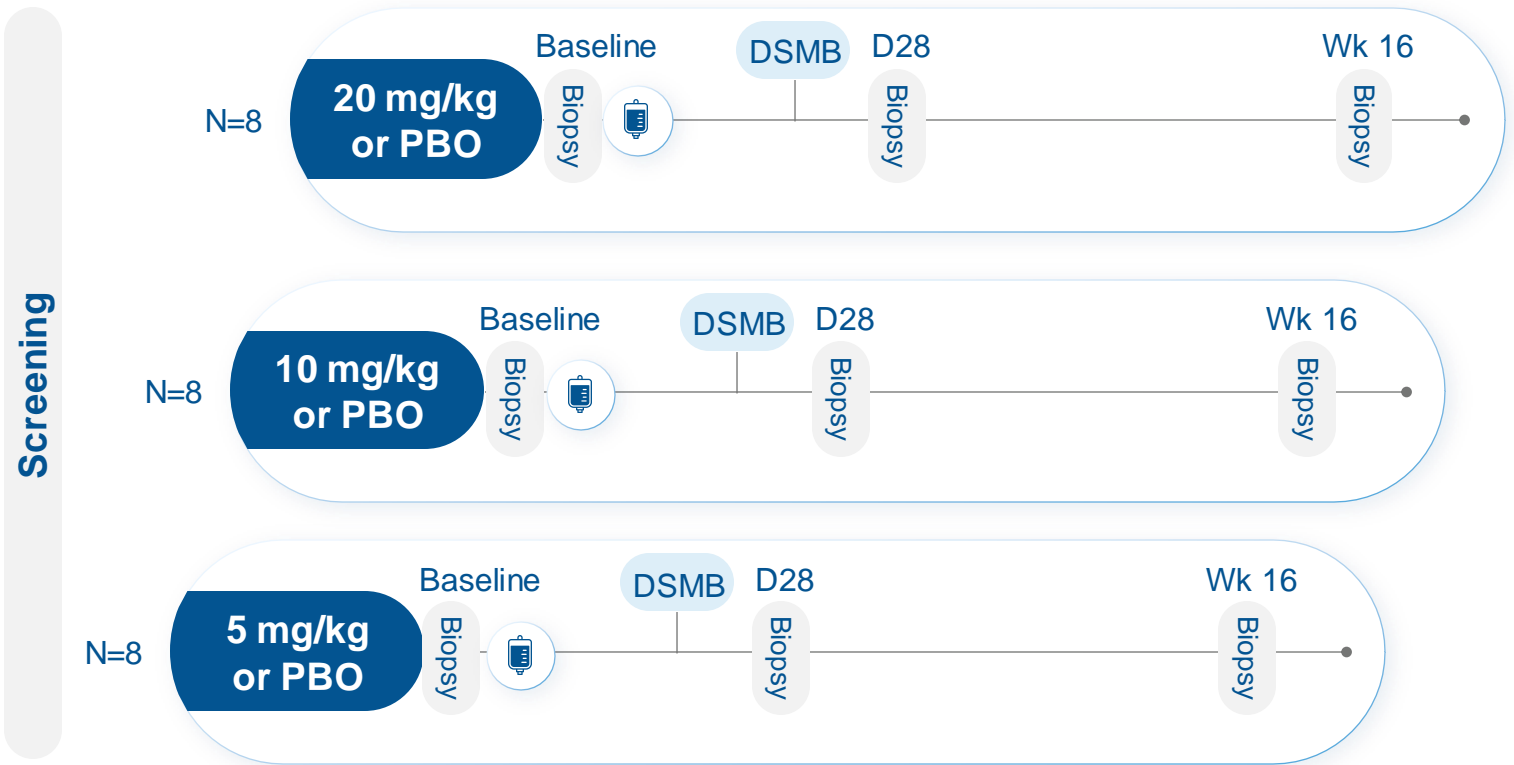 Screening
N=8
20 mg/kg
or PBO
Baseline
Biopsy
DSMB
D28
Biopsy
Wk 16
Biopsy
N=8
10 mg/kg
or PBO
Baseline
Biopsy
DSMB
D28
Biopsy
Wk 16
Biopsy
N=8
5 mg/kg
or PBO
Baseline
Biopsy
DSMB
D28
Biopsy
Wk 16
Biopsy